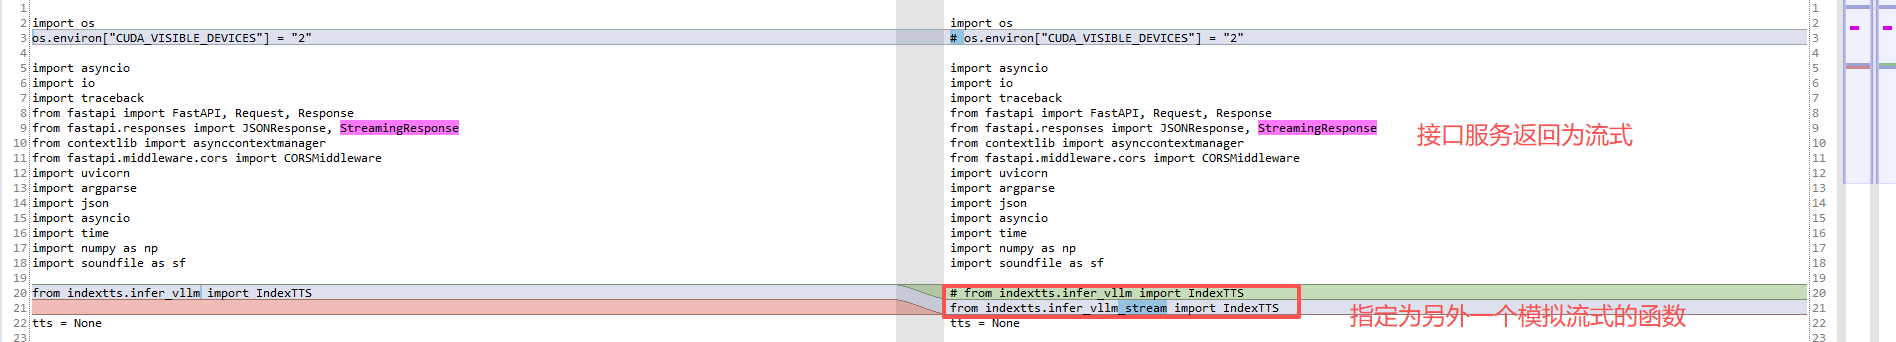 1
2 import os
3 os.environ["CUDA_VISIBLE_DEVICES"] = "2"
4
5 import asyncio
6 import io
7 import traceback
8 from fastapi import FastAPI, Request, Response
9 from fastapi.responses import JSONResponse, StreamingResponse
10 from contextlib import asynccontextmanager
11 from fastapi.middleware.cors import CORSMiddleware
12 import uvicorn
13 import argparse
14 import json
15 import asyncio
16 import time
17 import numpy as np
18 import soundfile as sf
19
20 from indextts.infer_vllm import IndexTTS
21
22 tts = None
23
1
import os 2
# os.environ["CUDA_VISIBLE_DEVICES"] = "2" 3
4
import asyncio 5
import io 6
import traceback 7
from fastapi import FastAPI, Request, Response 8
from fastapi.responses import JSONResponse, StreamingResponse 9
接口服务返回为流式
from contextlib import asynccontextmanager 10
from fastapi.middleware.cors import CORSMiddleware 11
import uvicorn 12
import argparse 13
import json 14
import asyncio 15
import time 16
import numpy as np 17
import soundfile as sf 18
19
# from indextts.infer_vllm import IndexTTS 20
from indextts.infer_vllm_stream import IndexTTS 21
指定为另外一个模拟流式的函数
tts = None 22
23